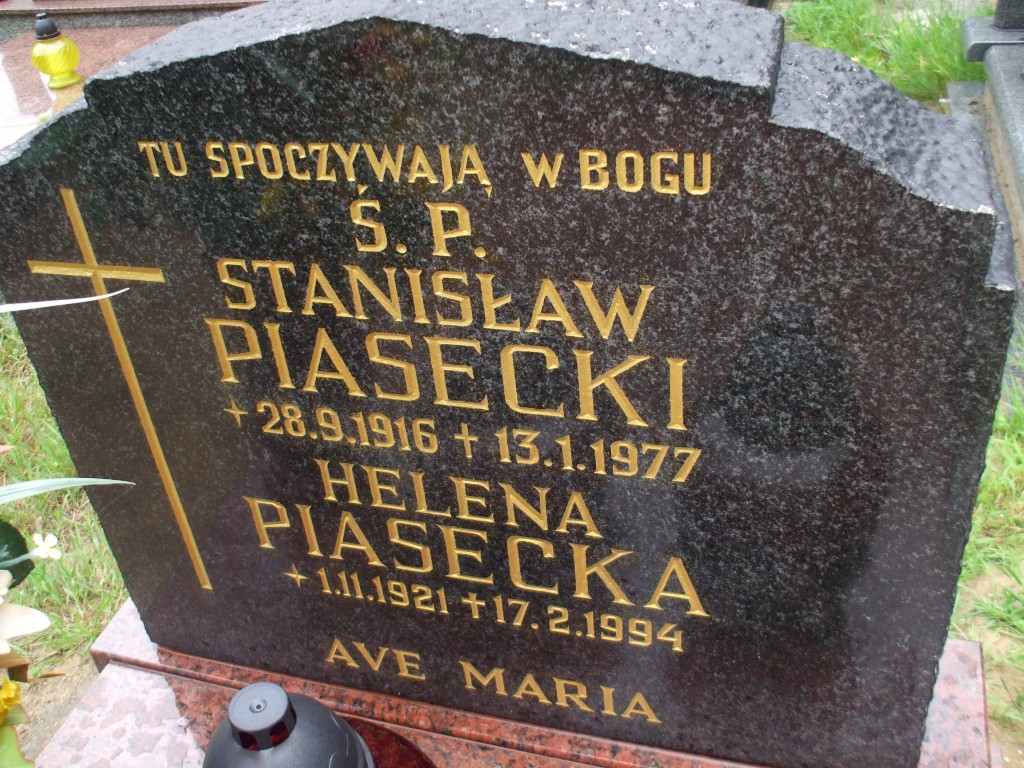 TU SPOCZYWAJĄ W BOGU
Ś. P.
STANISŁAW
PIASECKI
28.9.1916 † 13.1.1977
HELENA
PIASECKA
1.11.1921 † 17.2.1994
AVE MARIA